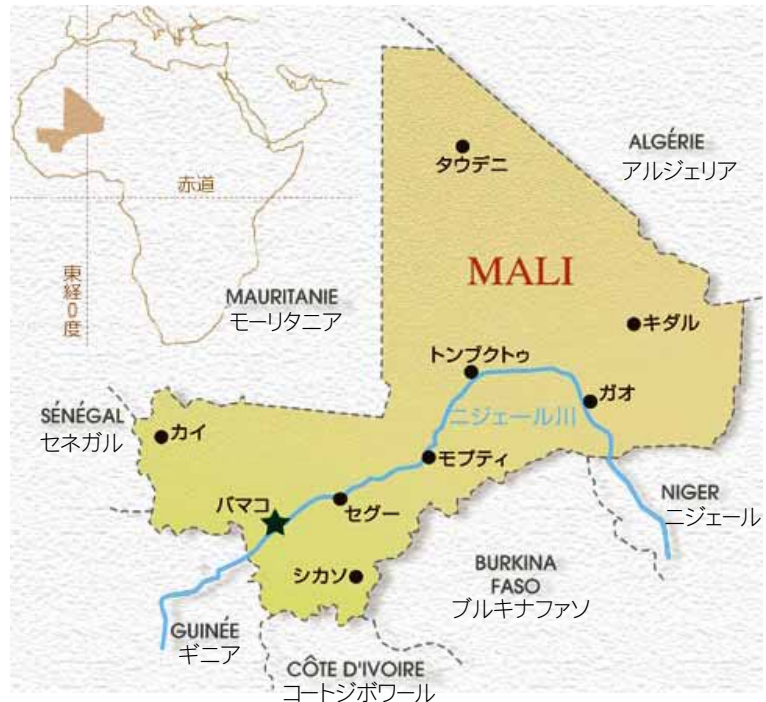 赤道
東経0度
MAURITANIE
モーリタニア
ALGÉRIE
アルジェリア
タウデニ
MALI
キダル
トンブクトゥ
ガオ
ニジェール川
SÉNÉGAL
セネガル
カイ
モプティ
バマコ
セグー
NIGER
ニジェール
シカソ
BURKINA
FASO
ブルキナファソ
GUINÉE
ギニア
CÔTE D'IVOIRE
コートジボワール